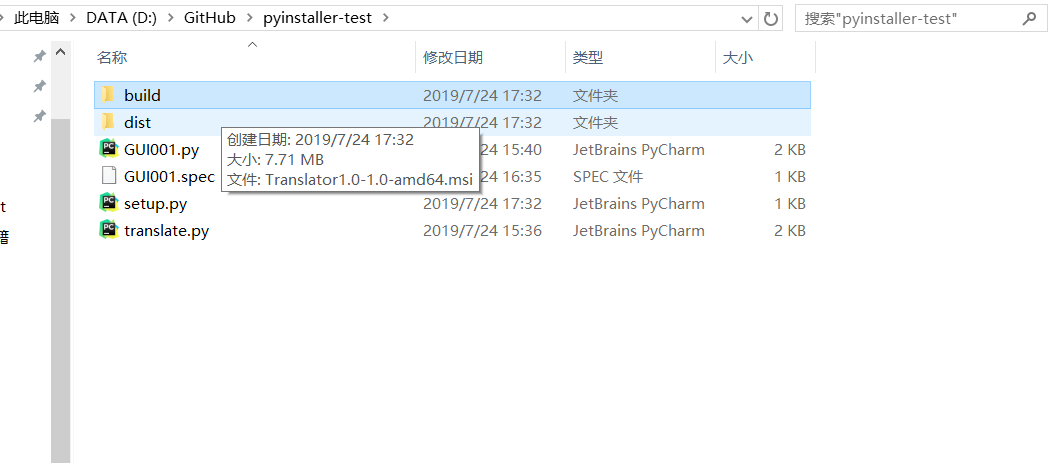 此电脑 > DATA (D:) > GitHub > pyinstaller-test >
搜索"pyinstaller-test"
名称 修改日期 类型 大小
build 2019/7/24 17:32 文件夹
dist 2019/7/24 17:32 文件夹
创建日期: 2019/7/24 17:32
大小: 7.71 MB
文件: Translator1.0-1.0-amd64.msi
GUI001.py 24 15:40 JetBrains PyCharm 2 KB
GUI001.spec 24 16:35 SPEC 文件 1 KB
setup.py 2019/7/24 17:32 JetBrains PyCharm 1 KB
translate.py 2019/7/24 15:36 JetBrains PyCharm 2 KB
t
籍